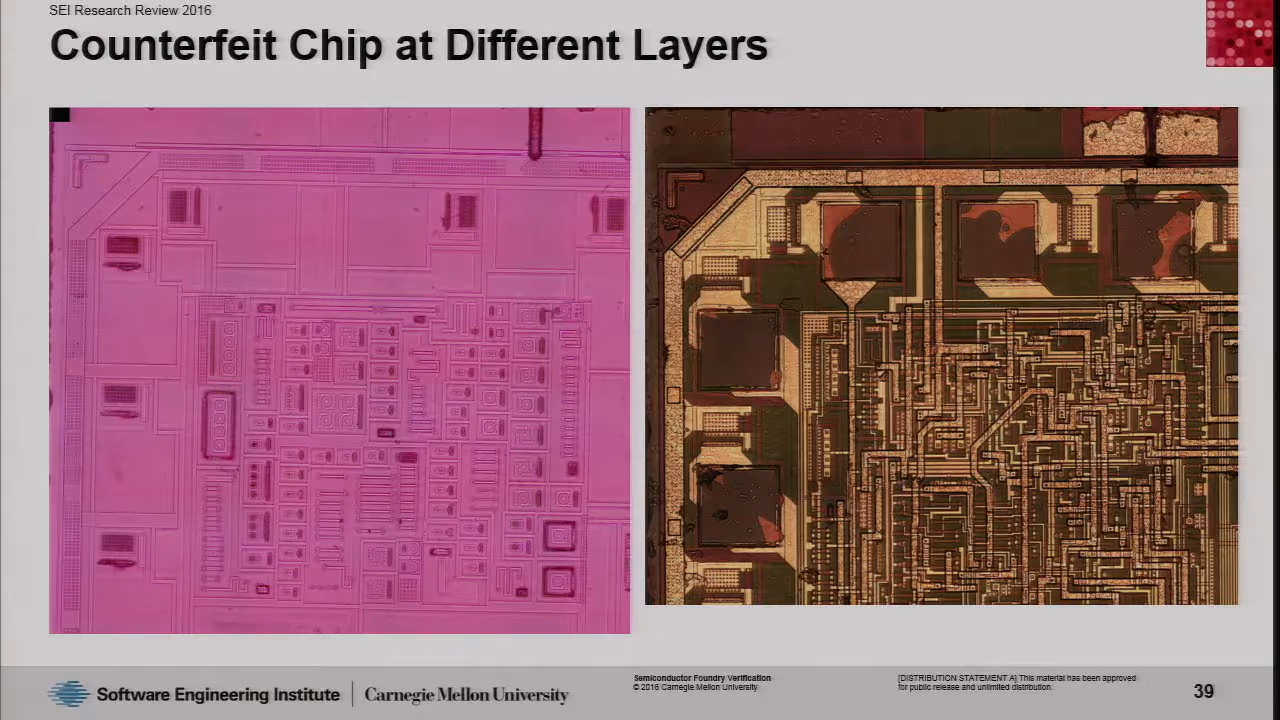 SEI Research Review 2016
Counterfeit Chip at Different Layers
Software Engineering Institute
Carnegie Mellon University
Semiconductor Foundry Verification
© 2016 Carnegie Mellon University
[DISTRIBUTION STATEMENT A] This material has been approved
for public release and unlimited distribution.
39